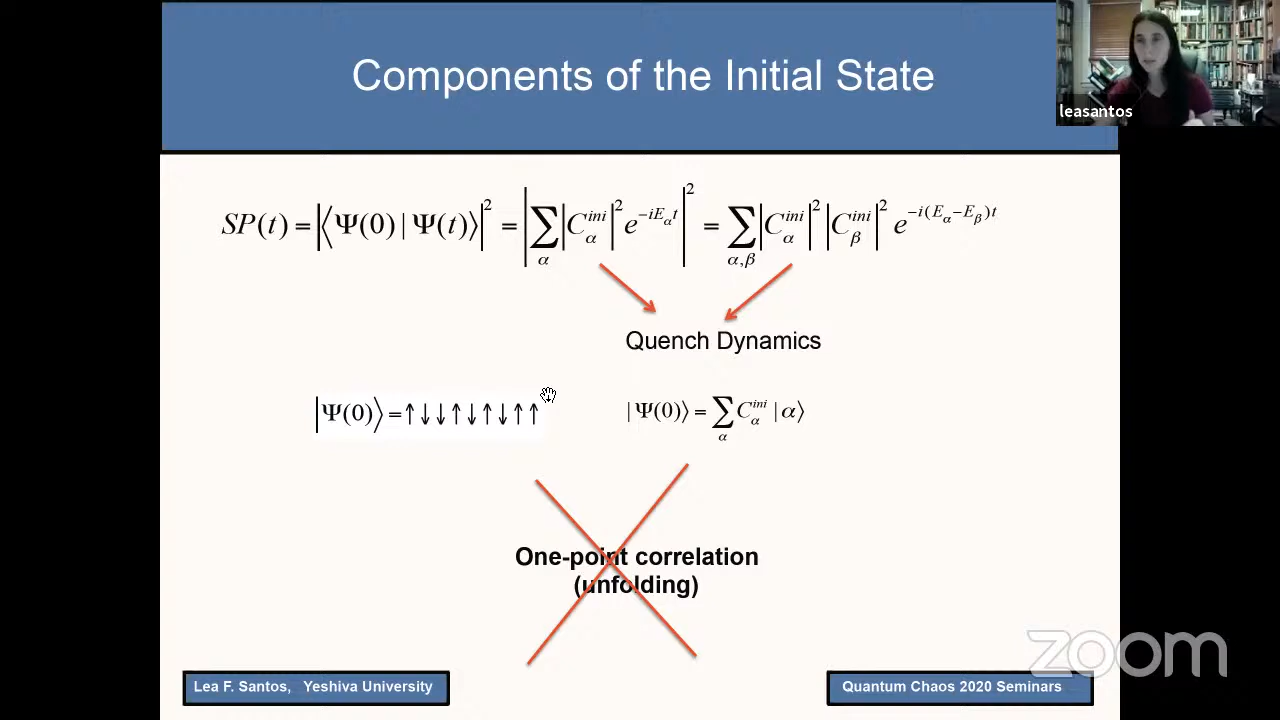 Components of the Initial State
leasantos
SP(t) = |⟨Ψ(0) | Ψ(t)⟩|² = |∑_α |C_α^{ini}|² e^{-iE_α t}|² = ∑_{α,β} |C_α^{ini}|² |C_β^{ini}|² e^{-i(E_α−E_β)t}
Quench Dynamics
|Ψ(0)⟩ = ↑↓↓↑↓↑↓↑↑
|Ψ(0)⟩ = ∑_α C_α^{ini} |α⟩
One-point correlation
(unfolding)
zoom
Lea F. Santos, Yeshiva University
Quantum Chaos 2020 Seminars